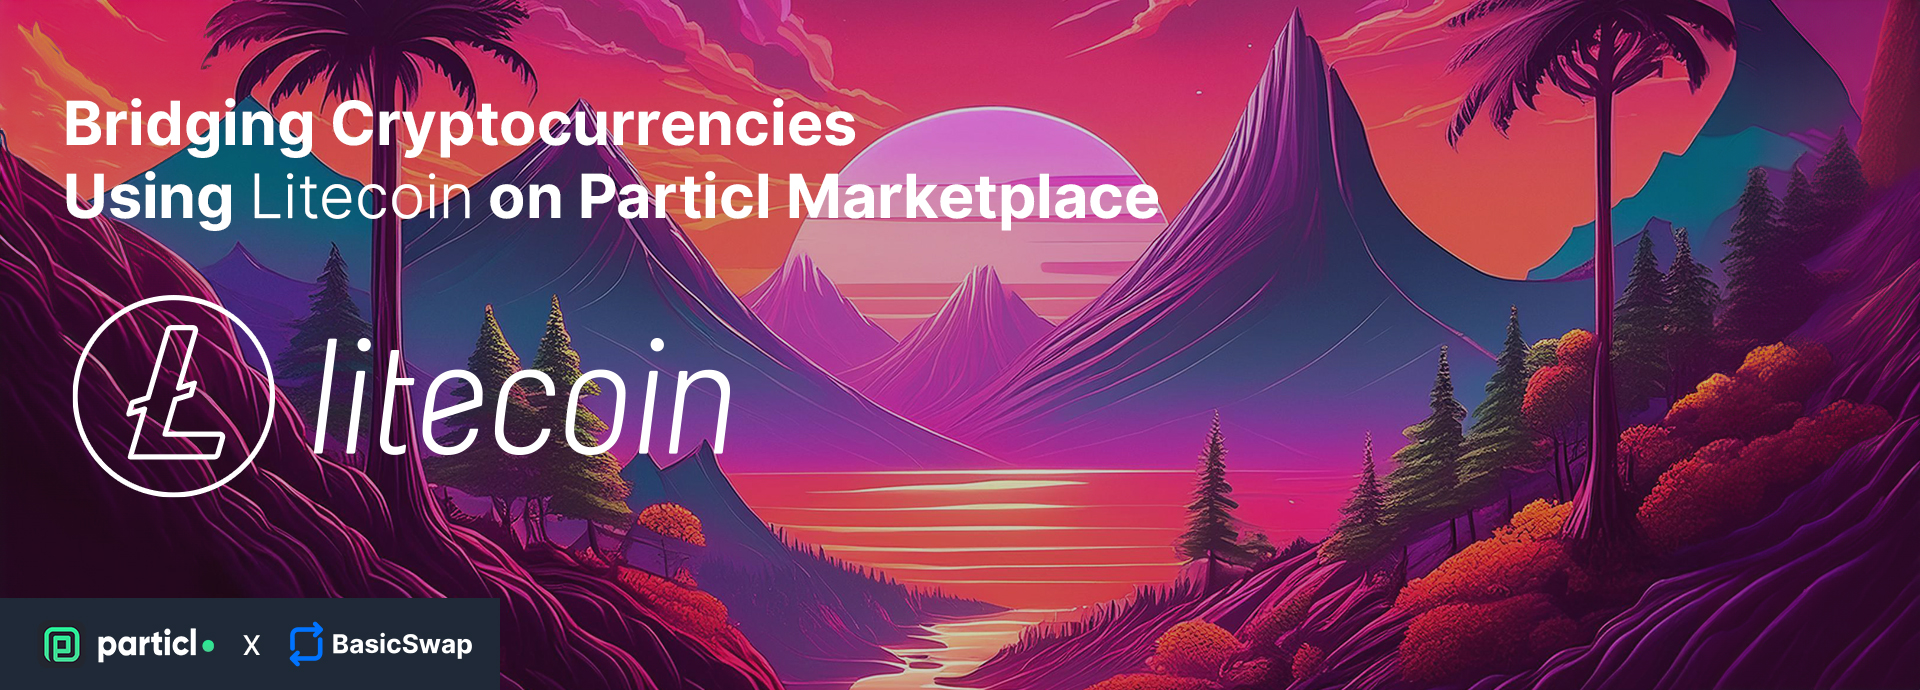 Bridging Cryptocurrencies
Using Litecoin on Particl Marketplace
litecoin
particl X BasicSwap